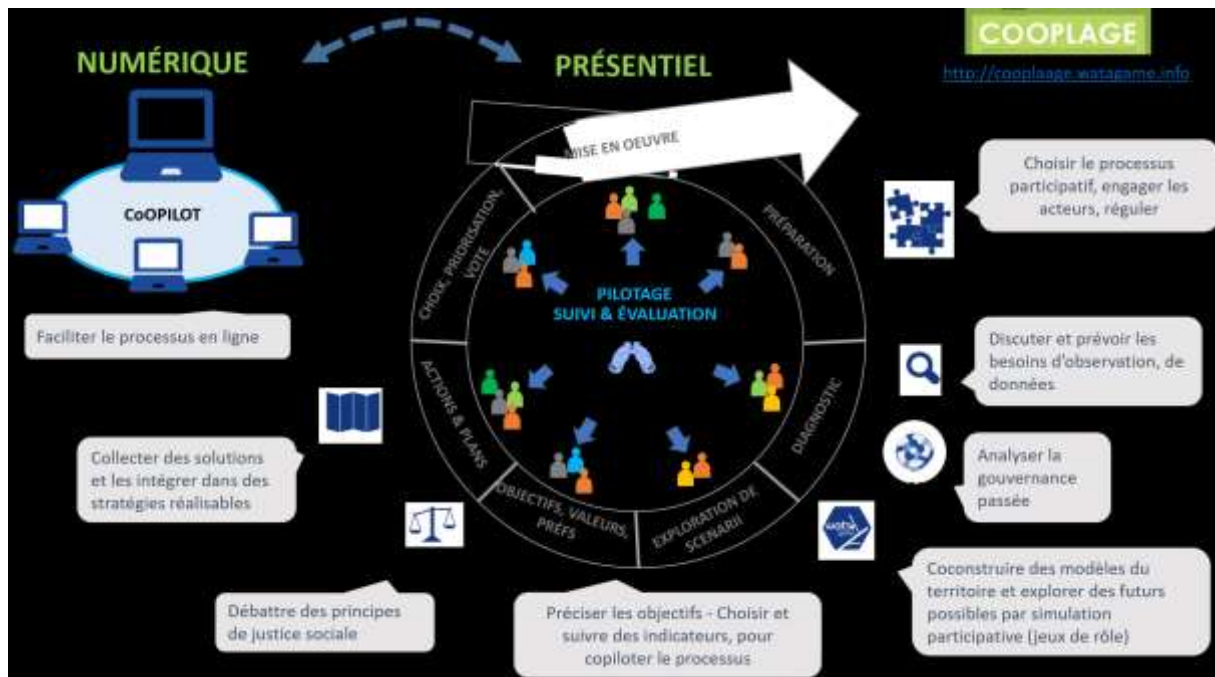 NUMÉRIQUE
PRÉSENTIEL
COOPLAGE
http://cooplaage.watagame.info
CoOPILOT
Faciliter le processus en ligne
MISE EN OEUVRE
PRÉPARATION
DIAGNOSTIC
EXPLORATION DE
SCENARII
OBJECTIFS, VALEURS,
PRÉFS
ACTIONS & PLANS
CHOIX, PRIORISATION,
VOTE
PILOTAGE
SUIVI & ÉVALUATION
Choisir le processus
participatif, engager les
acteurs, réguler
Discuter et prévoir les
besoins d'observation, de
données
Analyser la
gouvernance
passée
Coconstruire des modèles du
territoire et explorer des futurs
possibles par simulation
participative (jeux de rôle)
Préciser les objectifs - Choisir et
suivre des indicateurs, pour
copiloter le processus
Débattre des principes
de justice sociale
Collecter des solutions
et les intégrer dans des
stratégies réalisables